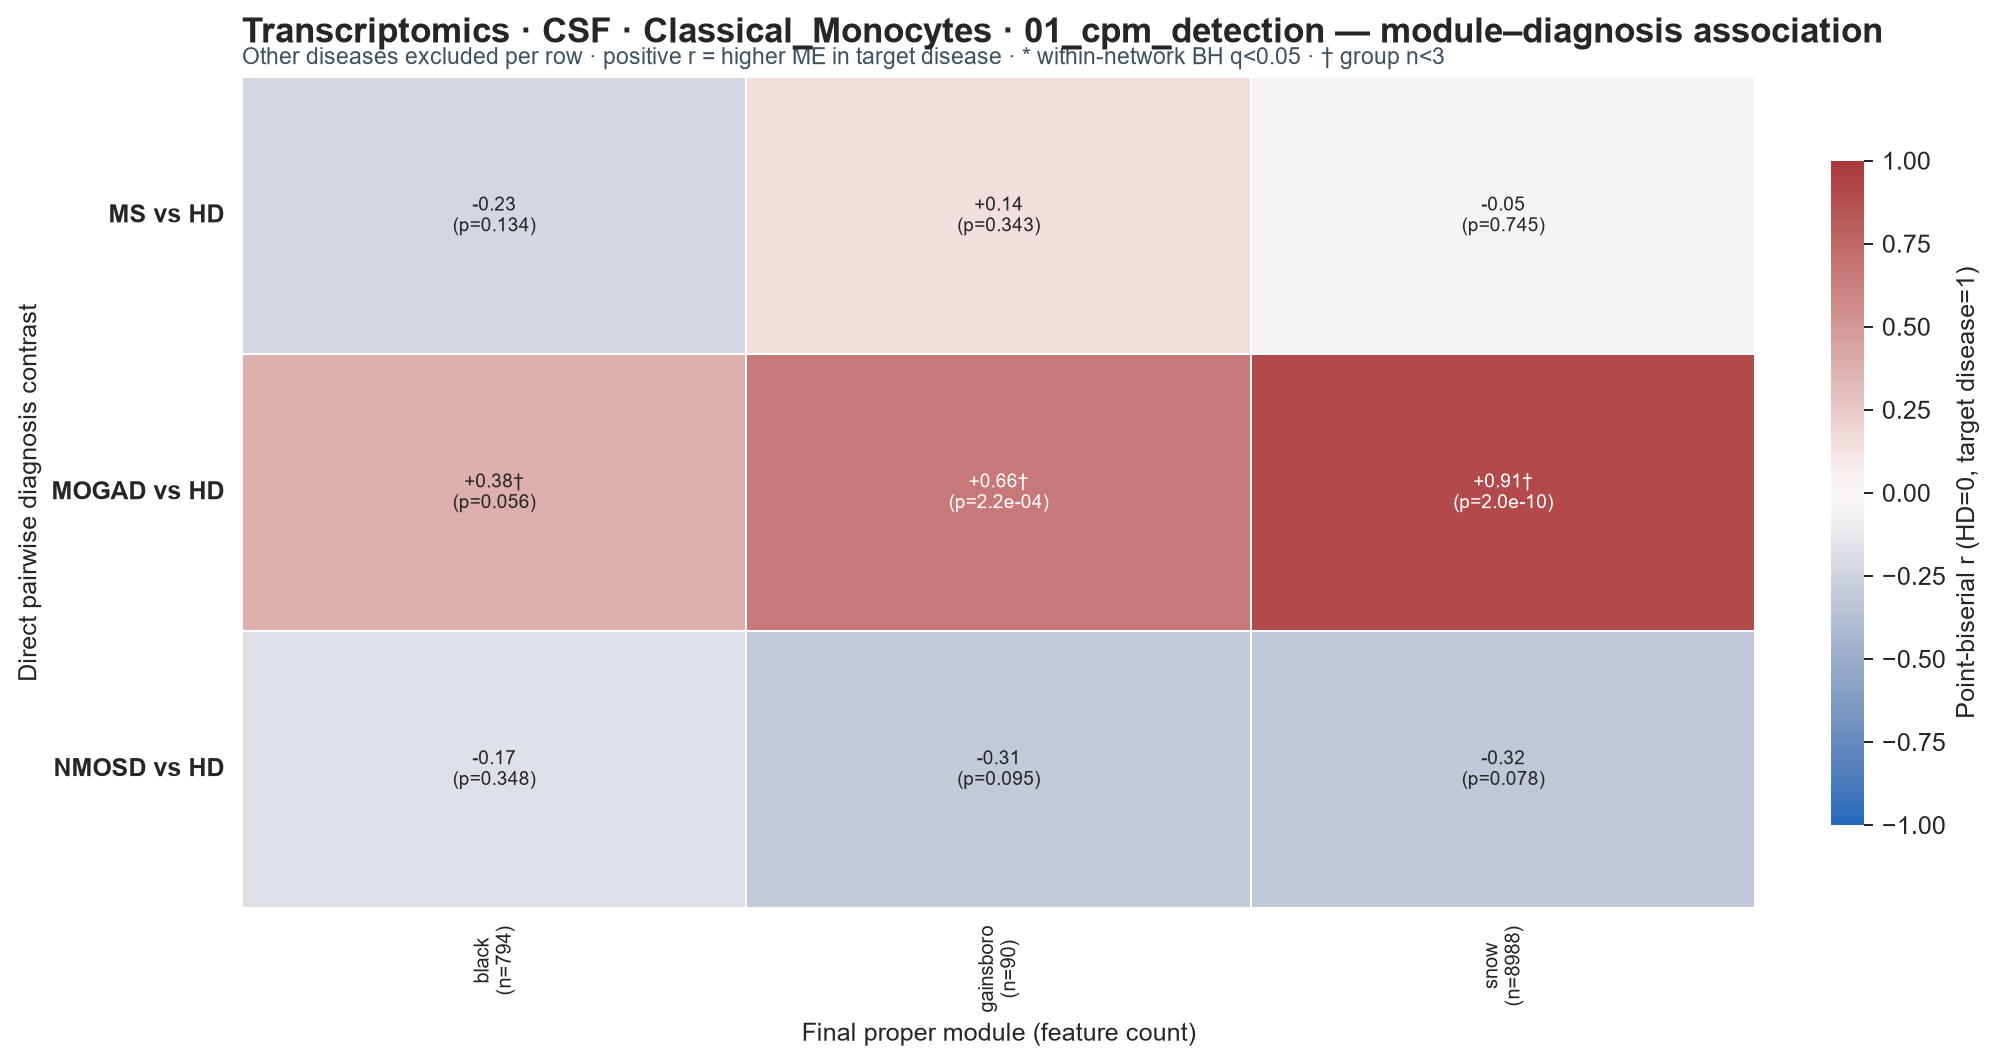 Transcriptomics · CSF · Classical_Monocytes · 01_cpm_detection — module–diagnosis association
Other diseases excluded per row · positive r = higher ME in target disease · * within-network BH q<0.05 · † group n<3
Direct pairwise diagnosis contrast
MS vs HD
-0.23
(p=0.134)
+0.14
(p=0.343)
-0.05
(p=0.745)
MOGAD vs HD
+0.38†
(p=0.056)
+0.66†
(p=2.2e-04)
+0.91†
(p=2.0e-10)
NMOSD vs HD
-0.17
(p=0.348)
-0.31
(p=0.095)
-0.32
(p=0.078)
black
(n=794)
gainsboro
(n=90)
snow
(n=8988)
Final proper module (feature count)
1.00
0.75
0.50
0.25
0.00
−0.25
−0.50
−0.75
−1.00
Point-biserial r (HD=0, target disease=1)